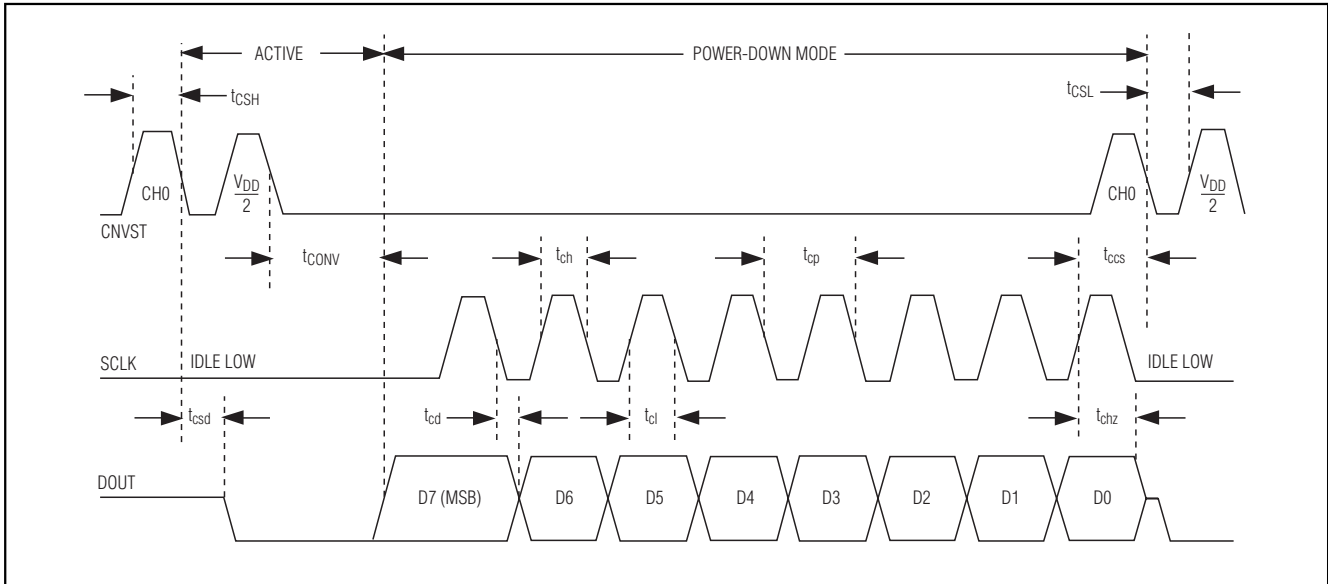 ACTIVE
POWER-DOWN MODE
tCSH
tCSL
CH0
VDD
2
CH0
VDD
2
CNVST
tCONV
tch
tcp
tccs
SCLK
IDLE LOW
IDLE LOW
tcsd
tcd
tcl
tchz
DOUT
D7 (MSB)
D6
D5
D4
D3
D2
D1
D0